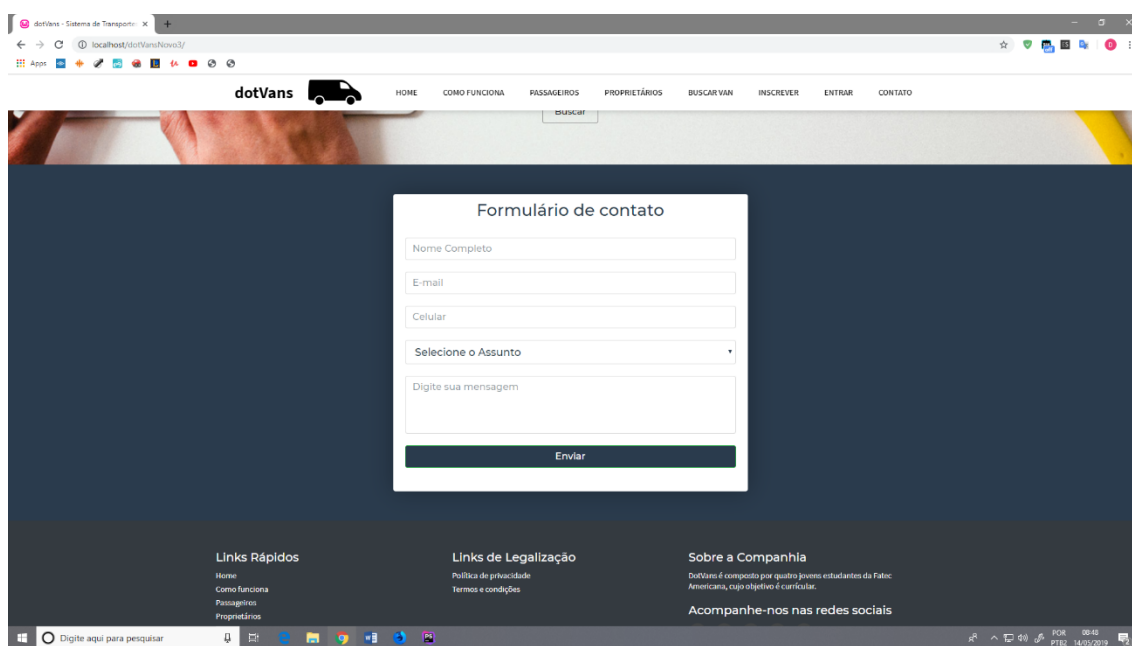 dotVans - Sistema de Transporte
localhost/dotVansNovo3/
Apps
dotVans
HOME COMO FUNCIONA PASSAGEIROS PROPRIETÁRIOS BUSCAR VAN INSCREVER ENTRAR CONTATO
Buscar
Formulário de contato
Nome Completo
E-mail
Celular
Selecione o Assunto
Digite sua mensagem
Enviar
Links Rápidos
Home
Como funciona
Passageiros
Proprietários
Links de Legalização
Política de privacidade
Termos e condições
Sobre a Companhia
DotVans é composto por quatro jovens estudantes da Fatec
Americana, cujo objetivo é currícular.
Acompanhe-nos nas redes sociais
Digite aqui para pesquisar
POR 00:48
PTB2 14/05/2019